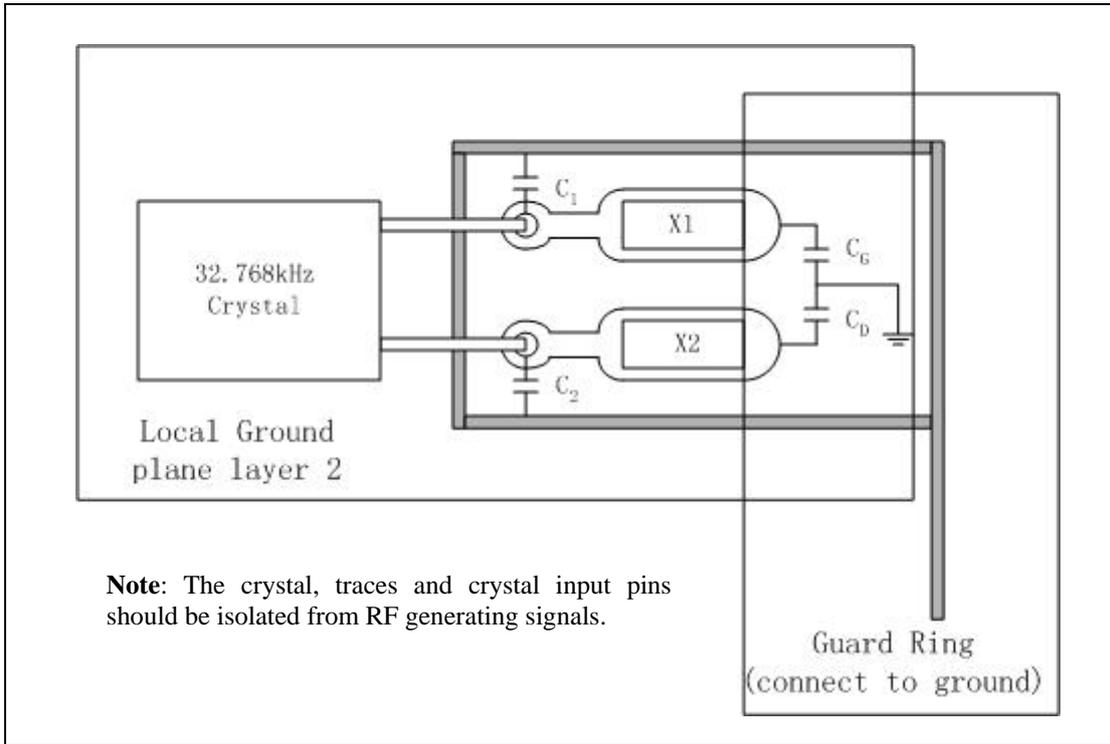 C1
X1
32.768kHz
Crystal
CG
CD
X2
C2
Local Ground
plane layer 2
Note: The crystal, traces and crystal input pins
should be isolated from RF generating signals.
Guard Ring
(connect to ground)